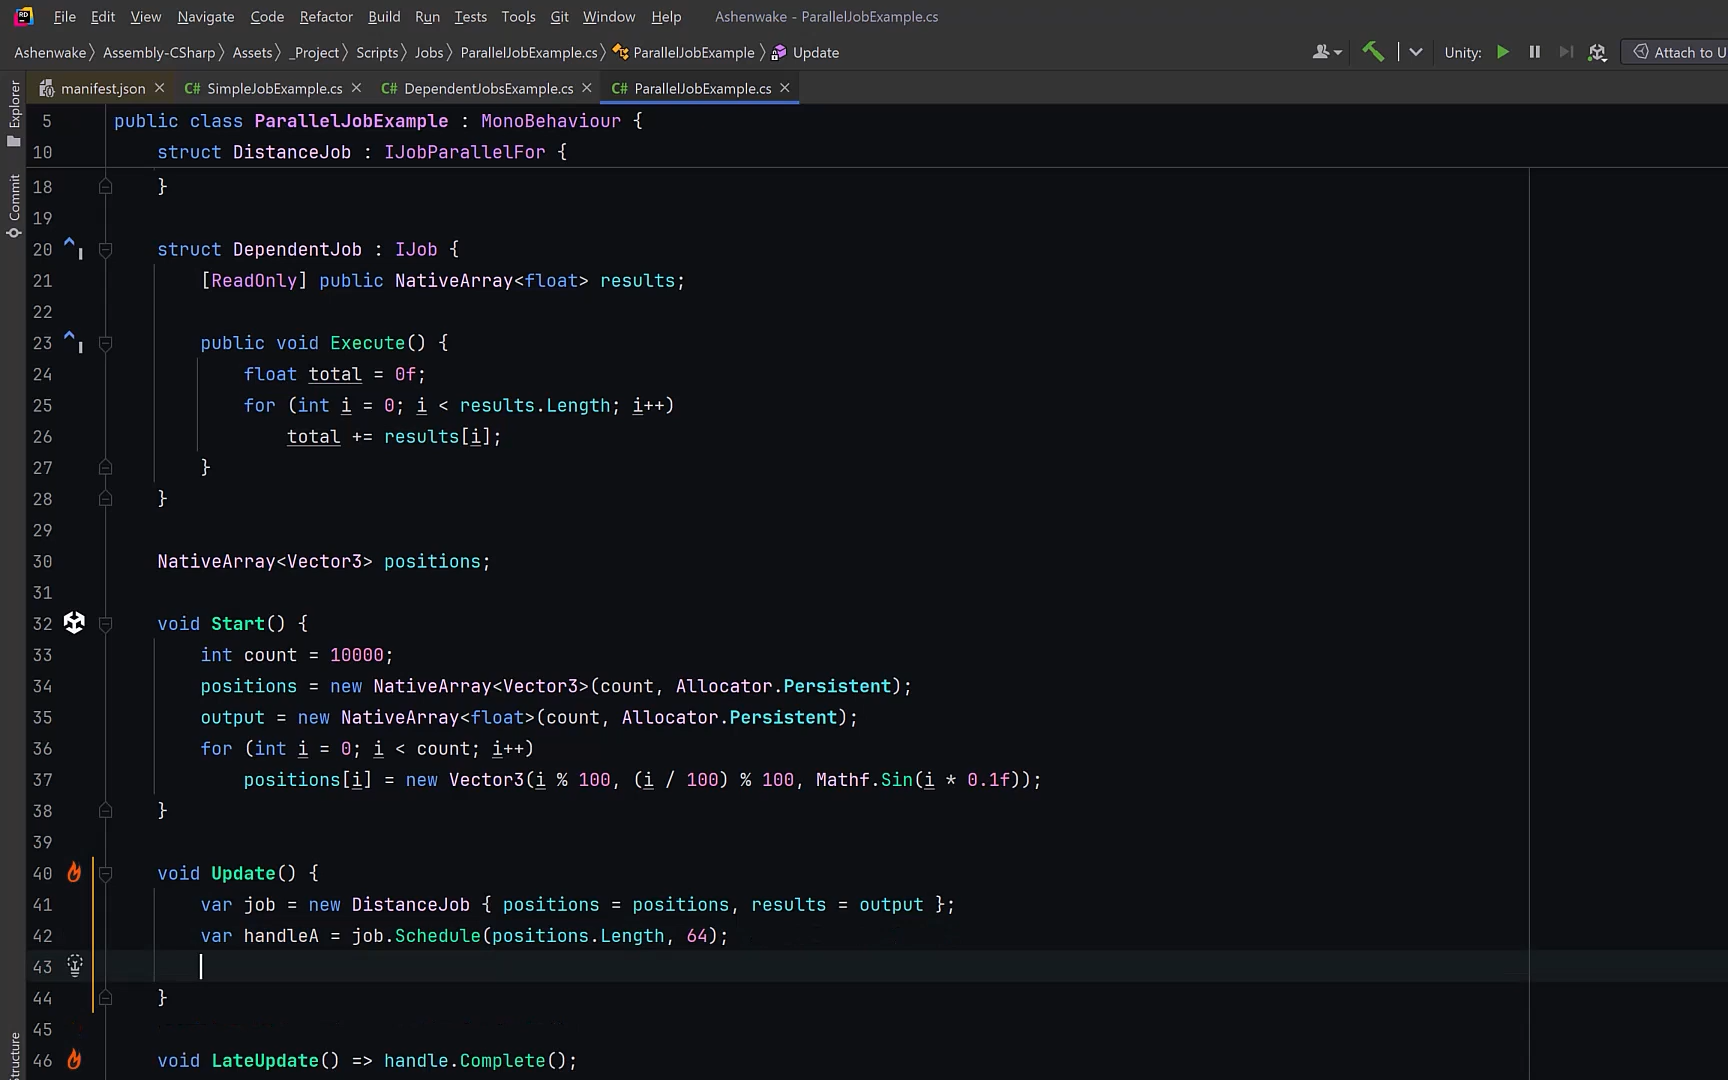 File Edit View Navigate Code Refactor Build Run Tests Tools Git Window Help Ashenwake - ParallelJobExample.cs
Ashenwake Assembly-CSharp Assets _Project Scripts Jobs ParallelJobExample.cs ParallelJobExample Update Unity: Attach to U
manifest.json SimpleJobExample.cs DependentJobsExample.cs ParallelJobExample.cs
Explorer
Commit
Structure
5 public class ParallelJobExample : MonoBehaviour {
10 struct DistanceJob : IJobParallelFor {
18 }
19
20 struct DependentJob : IJob {
21 [ReadOnly] public NativeArray<float> results;
22
23 public void Execute() {
24 float total = 0f;
25 for (int i = 0; i < results.Length; i++)
26 total += results[i];
27 }
28 }
29
30 NativeArray<Vector3> positions;
31
32 void Start() {
33 int count = 10000;
34 positions = new NativeArray<Vector3>(count, Allocator.Persistent);
35 output = new NativeArray<float>(count, Allocator.Persistent);
36 for (int i = 0; i < count; i++)
37 positions[i] = new Vector3(i % 100, (i / 100) % 100, Mathf.Sin(i * 0.1f));
38 }
39
40 void Update() {
41 var job = new DistanceJob { positions = positions, results = output };
42 var handleA = job.Schedule(positions.Length, 64);
43
44 }
45
46 void LateUpdate() => handle.Complete();